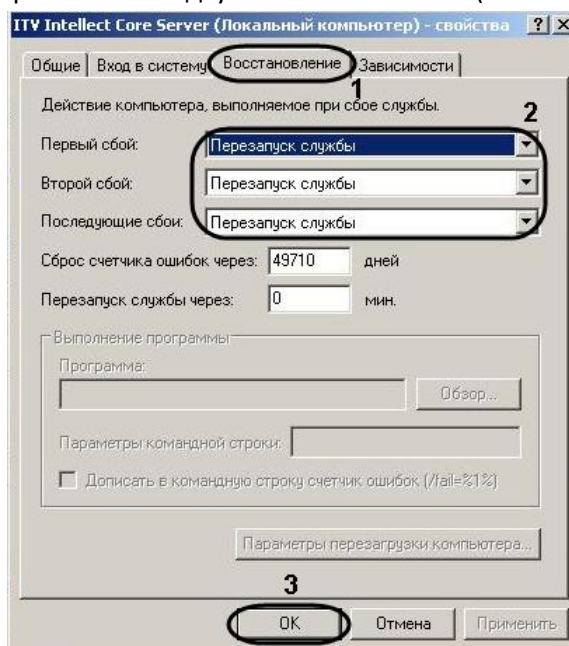 ITV Intellect Core Server (Локальный компьютер) - свойства ? X
Общие Вход в систему Восстановление Зависимости
1
Действие компьютера, выполняемое при сбое службы.
2
Первый сбой: Перезапуск службы
Второй сбой: Перезапуск службы
Последующие сбои: Перезапуск службы
Сброс счетчика ошибок через: 49710 дней
Перезапуск службы через: 0 мин.
Выполнение программы
Программа:
Обзор...
Параметры командной строки:
Дописать в командную строку счетчик ошибок (/fail=%1%)
Параметры перезагрузки компьютера...
3
OK Отмена Применить